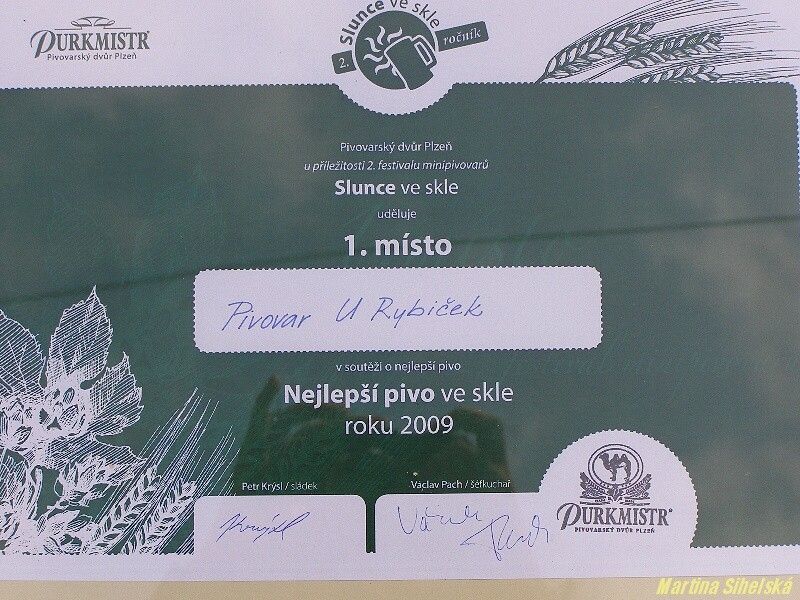 PURKMISTR
Pivovarský dvůr Plzeň
Slunce ve skle
2. ročník
Pivovarský dvůr Plzeň
u příležitosti 2. festivalu minipivovarů
Slunce ve skle
uděluje
1. místo
Pivovar U Rybiček
v soutěži o nejlepší pivo
Nejlepší pivo ve skle
roku 2009
Petr Krýsl / sládek
Václav Pach / šéfkuchař
PURKMISTR
PIVOVARSKÝ DVŮR PLZEŇ
Martina Sihelská